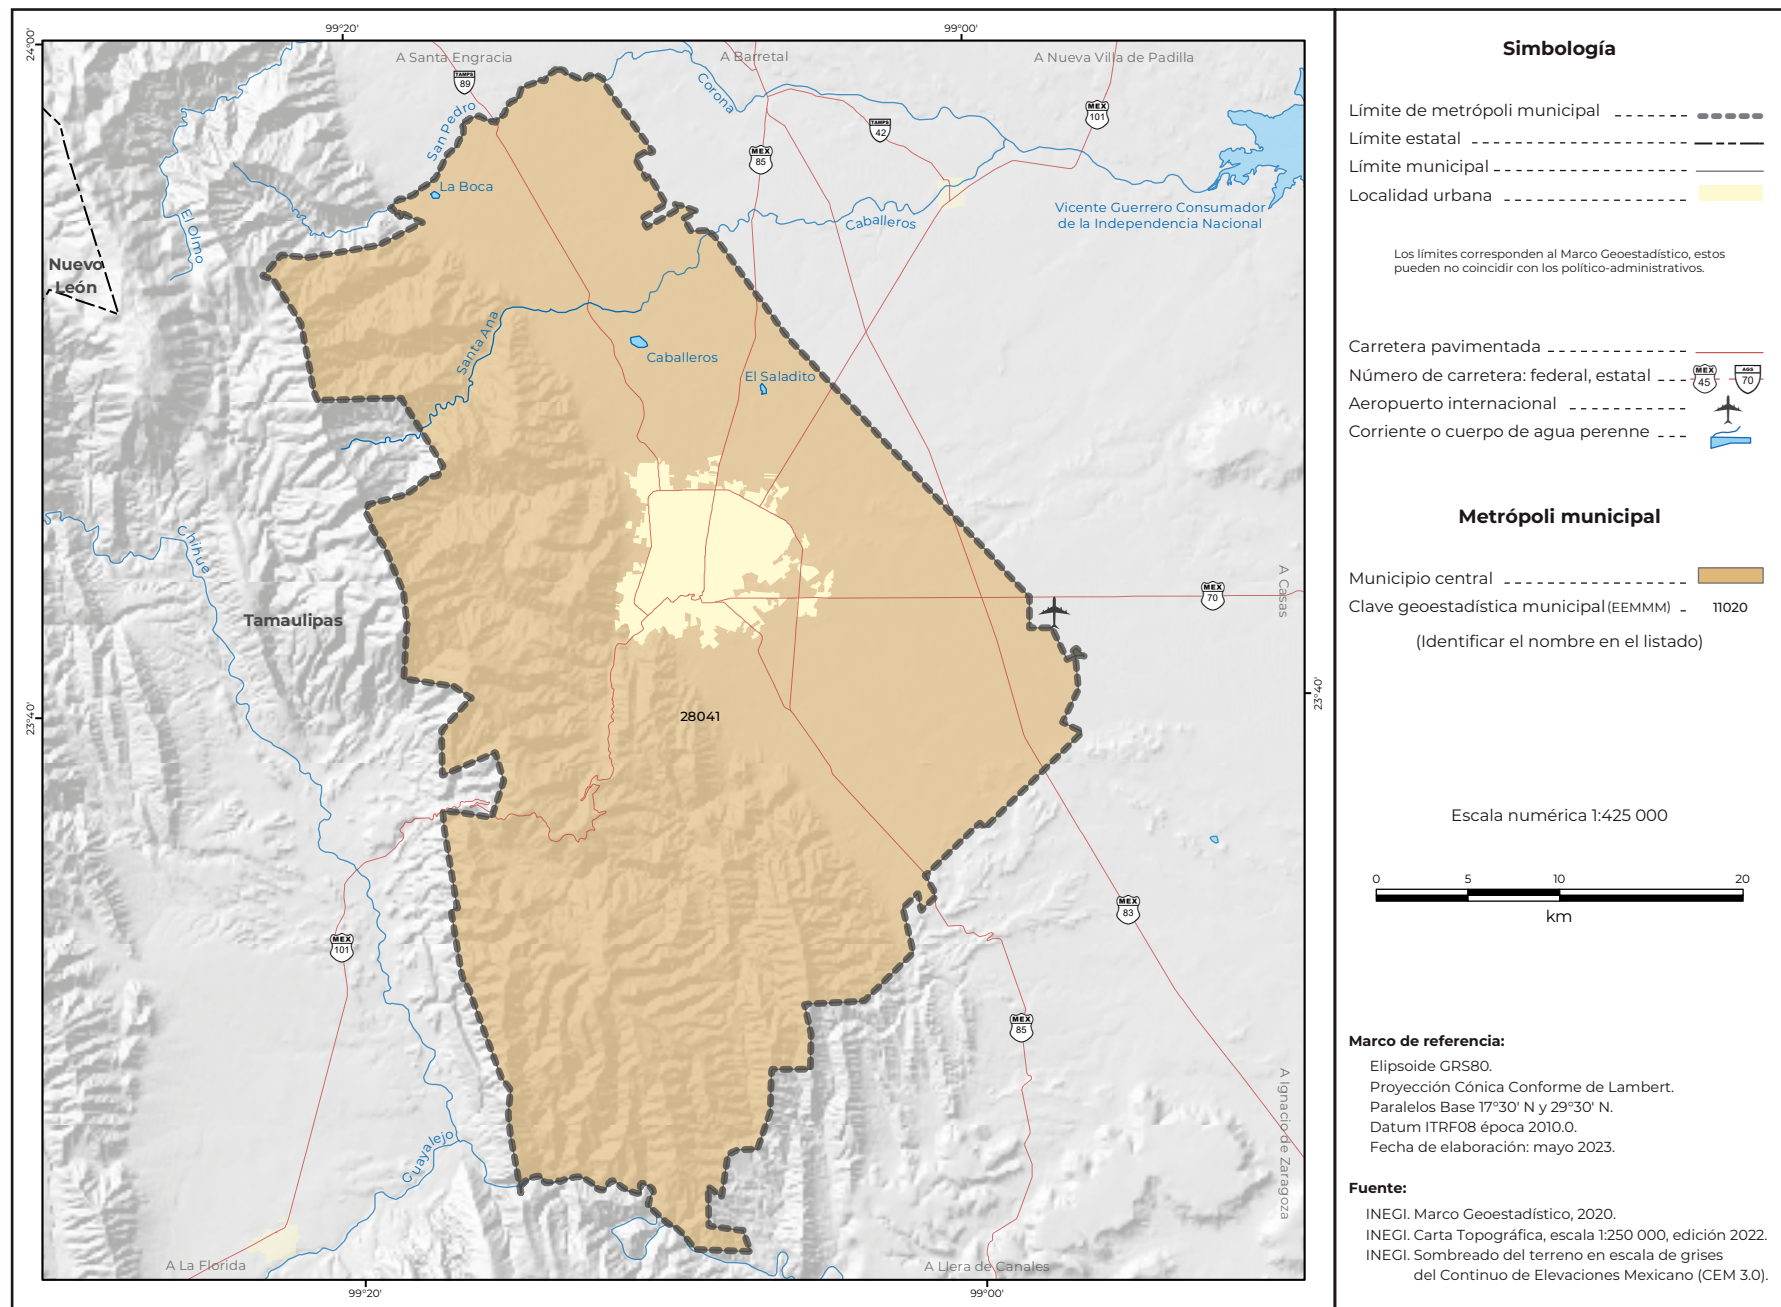 99°20'
99°00'
24°00'
A Santa Engracia
A Barretal
A Nueva Villa de Padilla
TAMPS
89
Corona
MEX
101
TAMPS
42
MEX
85
San Pedro
La Boca
El Olmo
Vicente Guerrero Consumador
de la Independencia Nacional
Caballeros
Nuevo
León
Santa Ana
Caballeros
El Saladito
Chihue
A Casas
MEX
70
Tamaulipas
23°40'
23°40'
28041
MEX
101
MEX
83
MEX
85
A Ignacio de Zaragoza
Guayalejo
A La Florida
A Llera de Canales
99°20'
99°00'
Simbología
Límite de metrópoli municipal
Límite estatal
Límite municipal
Localidad urbana
Los límites corresponden al Marco Geoestadístico, estos
pueden no coincidir con los político-administrativos.
Carretera pavimentada
Número de carretera: federal, estatal
MEX
45
AGS
70
Aeropuerto internacional
Corriente o cuerpo de agua perenne
Metrópoli municipal
Municipio central
Clave geoestadística municipal (EEMMM) 11020
(Identificar el nombre en el listado)
Escala numérica 1:425 000
0 5 10 20
km
Marco de referencia:
Elipsoide GRS80.
Proyección Cónica Conforme de Lambert.
Paralelos Base 17°30' N y 29°30' N.
Datum ITRF08 época 2010.0.
Fecha de elaboración: mayo 2023.
Fuente:
INEGI. Marco Geoestadístico, 2020.
INEGI. Carta Topográfica, escala 1:250 000, edición 2022.
INEGI. Sombreado del terreno en escala de grises
del Continuo de Elevaciones Mexicano (CEM 3.0).